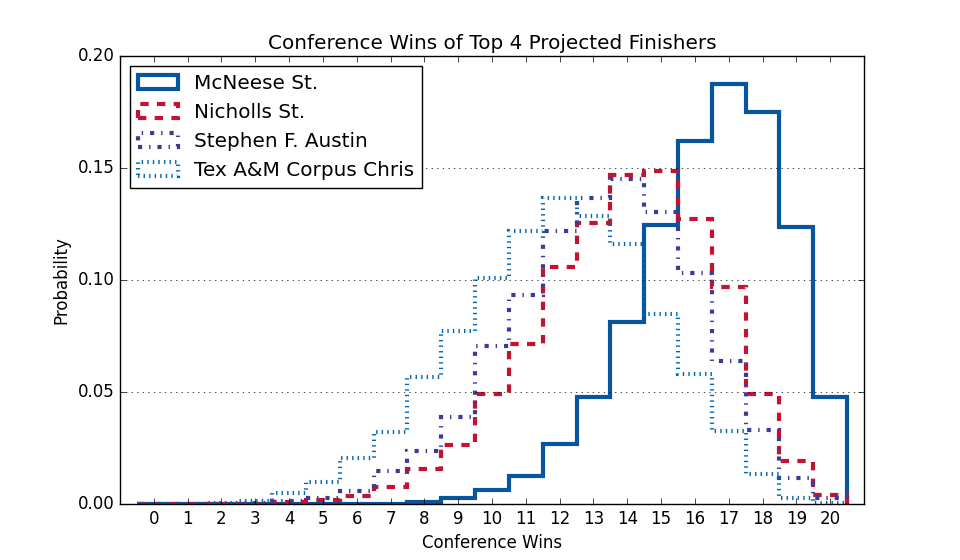 Conference Wins of Top 4 Projected Finishers
0.20
McNeese St.
Nicholls St.
Stephen F. Austin
Tex A&M Corpus Chris
0.15
0.10
0.05
0.00
Probability
0 1 2 3 4 5 6 7 8 9 10 11 12 13 14 15 16 17 18 19 20
Conference Wins